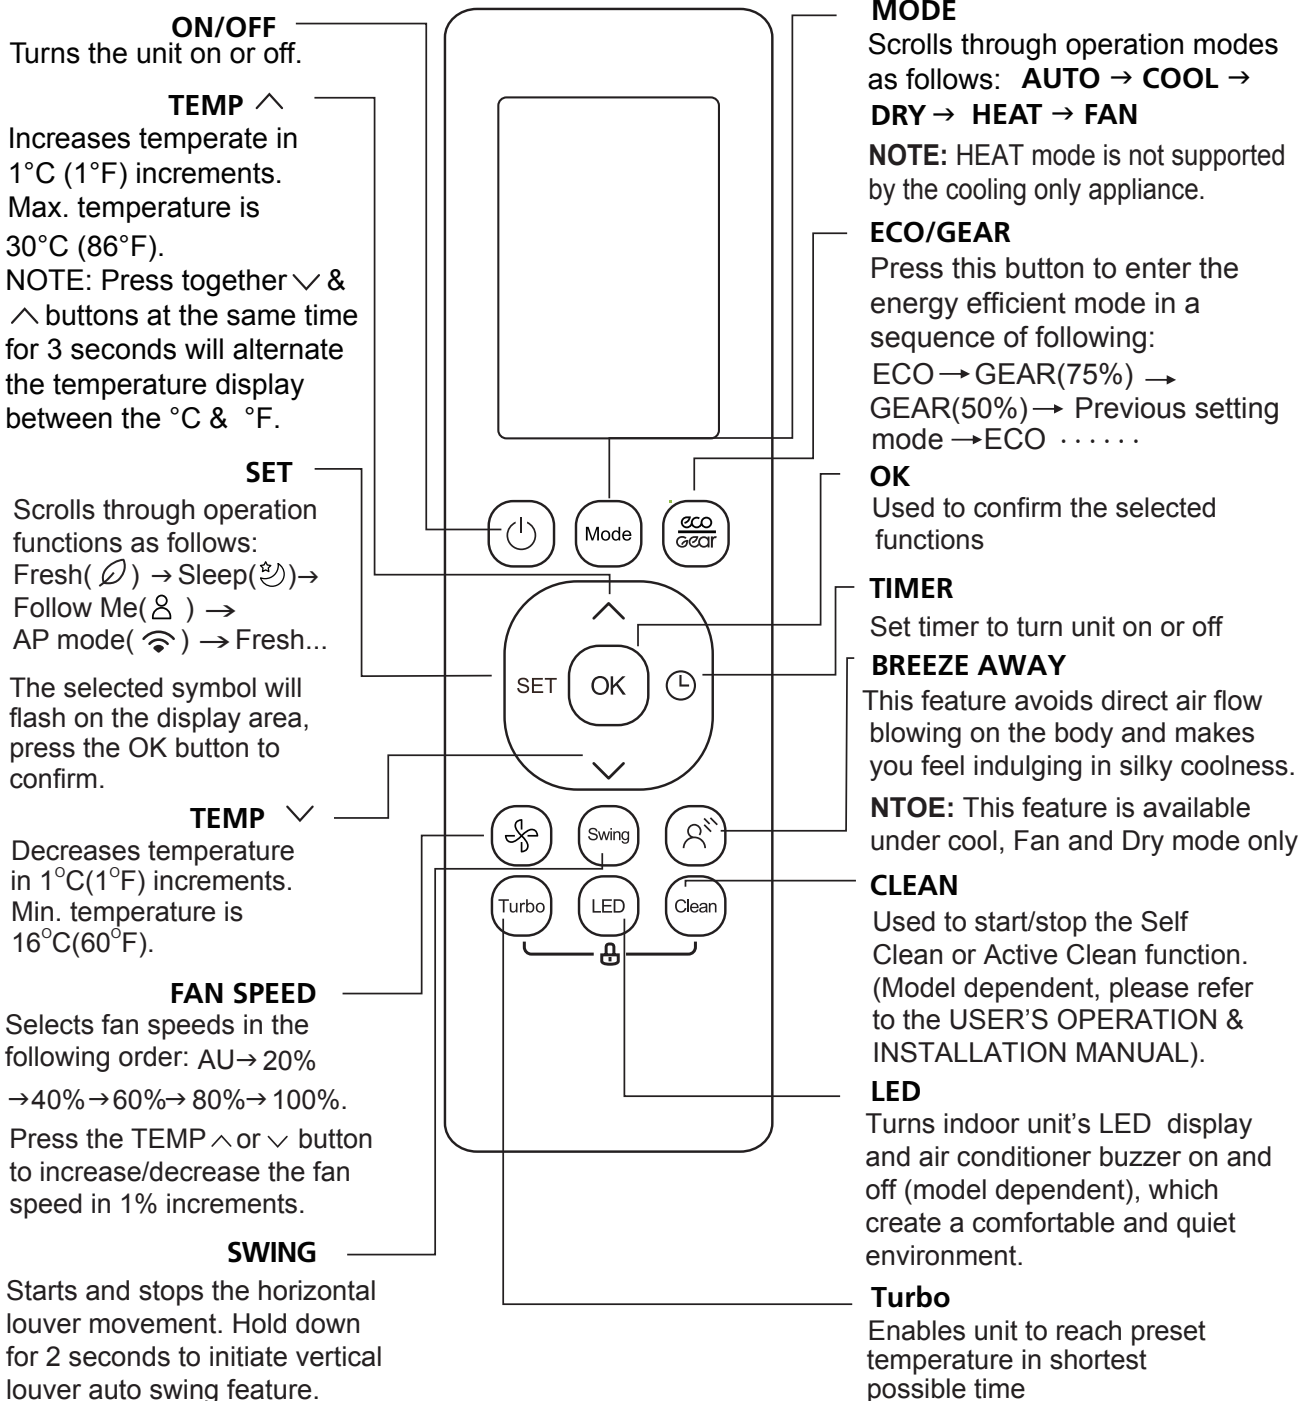 ON/OFF
Turns the unit on or off.
TEMP ∧
Increases temperate in
1°C (1°F) increments.
Max. temperature is
30°C (86°F).
NOTE: Press together ∨ &
∧ buttons at the same time
for 3 seconds will alternate
the temperature display
between the °C & °F.
SET
Scrolls through operation
functions as follows:
Fresh( ) → Sleep( )→
Follow Me( ) →
AP mode( ) → Fresh...
The selected symbol will
flash on the display area,
press the OK button to
confirm.
TEMP ∨
Decreases temperature
in 1°C(1°F) increments.
Min. temperature is
16°C(60°F).
FAN SPEED
Selects fan speeds in the
following order: AU→ 20%
→40%→60%→ 80%→ 100%.
Press the TEMP ∧ or ∨ button
to increase/decrease the fan
speed in 1% increments.
SWING
Starts and stops the horizontal
louver movement. Hold down
for 2 seconds to initiate vertical
louver auto swing feature.
Mode
eco
Gear
SET
OK
Swing
Turbo
LED
Clean
MODE
Scrolls through operation modes
as follows: AUTO → COOL →
DRY → HEAT → FAN
NOTE: HEAT mode is not supported
by the cooling only appliance.
ECO/GEAR
Press this button to enter the
energy efficient mode in a
sequence of following:
ECO → GEAR(75%) →
GEAR(50%)→ Previous setting
mode →ECO ······
OK
Used to confirm the selected
functions
TIMER
Set timer to turn unit on or off
BREEZE AWAY
This feature avoids direct air flow
blowing on the body and makes
you feel indulging in silky coolness.
NTOE: This feature is available
under cool, Fan and Dry mode only
CLEAN
Used to start/stop the Self
Clean or Active Clean function.
(Model dependent, please refer
to the USER'S OPERATION &
INSTALLATION MANUAL).
LED
Turns indoor unit's LED display
and air conditioner buzzer on and
off (model dependent), which
create a comfortable and quiet
environment.
Turbo
Enables unit to reach preset
temperature in shortest
possible time